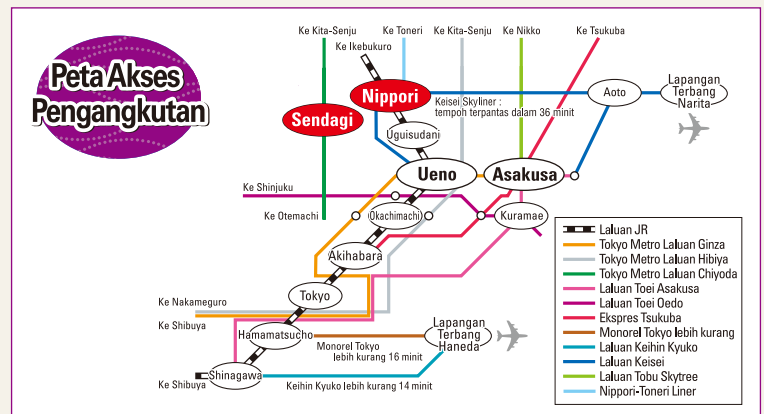 Peta Akses
Pengangkutan
Ke Kita-Senju
Ke Toneri
Ke Kita-Senju
Ke Nikko
Ke Tsukuba
Ke Ikebukuro
Nippori
Keisei Skyliner :
tempoh terpantas dalam 36 minit
Aoto
Lapangan
Terbang
Narita
Sendagi
Uguisudani
Ueno
Asakusa
Ke Shinjuku
Ke Otemachi
Okachimachi
Kuramae
Akihabara
Tokyo
Ke Nakameguro
Ke Shibuya
Hamamatsucho
Monorel Tokyo
lebih kurang 16 minit
Lapangan
Terbang
Haneda
Shinagawa
Ke Shibuya
Keihin Kyuko lebih kurang 14 minit
Laluan JR
Tokyo Metro Laluan Ginza
Tokyo Metro Laluan Hibiya
Tokyo Metro Laluan Chiyoda
Laluan Toei Asakusa
Laluan Toei Oedo
Ekspres Tsukuba
Monorel Tokyo lebih kurang
Laluan Keihin Kyuko
Laluan Keisei
Laluan Tobu Skytree
Nippori-Toneri Liner